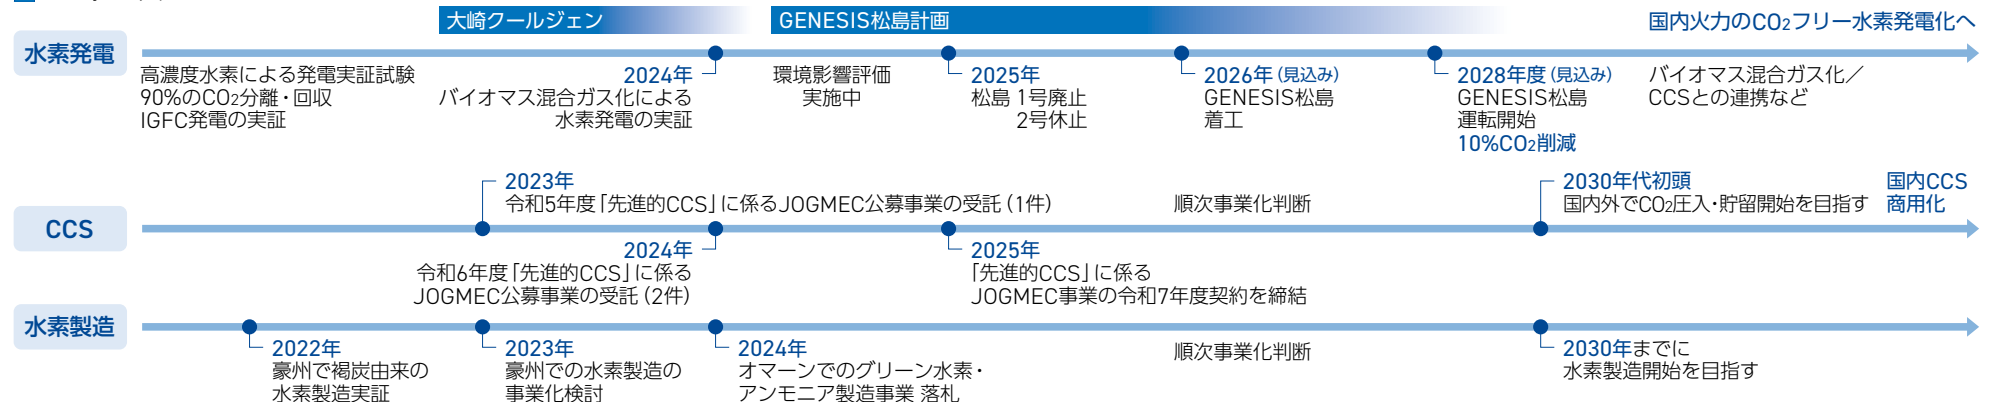 大崎クールジェン
GENESIS松島計画
国内火力のCO2フリー水素発電化へ
水素発電
高濃度水素による発電実証試験
90%のCO2分離・回収
IGFC発電の実証
2024年
バイオマス混合ガス化による
水素発電の実証
環境影響評価
実施中
2025年
松島 1号廃止
2号休止
2026年(見込み)
GENESIS松島
着工
2028年度(見込み)
GENESIS松島
運転開始
10%CO2削減
バイオマス混合ガス化／
CCSとの連携など
CCS
2023年
令和5年度「先進的CCS」に係るJOGMEC公募事業の受託(1件)
2024年
令和6年度「先進的CCS」に係る
JOGMEC公募事業の受託(2件)
2025年
「先進的CCS」に係る
JOGMEC事業の令和7年度契約を締結
順次事業化判断
2030年代初頭
国内外でCO2圧入・貯留開始を目指す
国内CCS
商用化
水素製造
2022年
豪州で褐炭由来の
水素製造実証
2023年
豪州での水素製造の
事業化検討
2024年
オマーンでのグリーン水素・
アンモニア製造事業 落札
順次事業化判断
2030年までに
水素製造開始を目指す